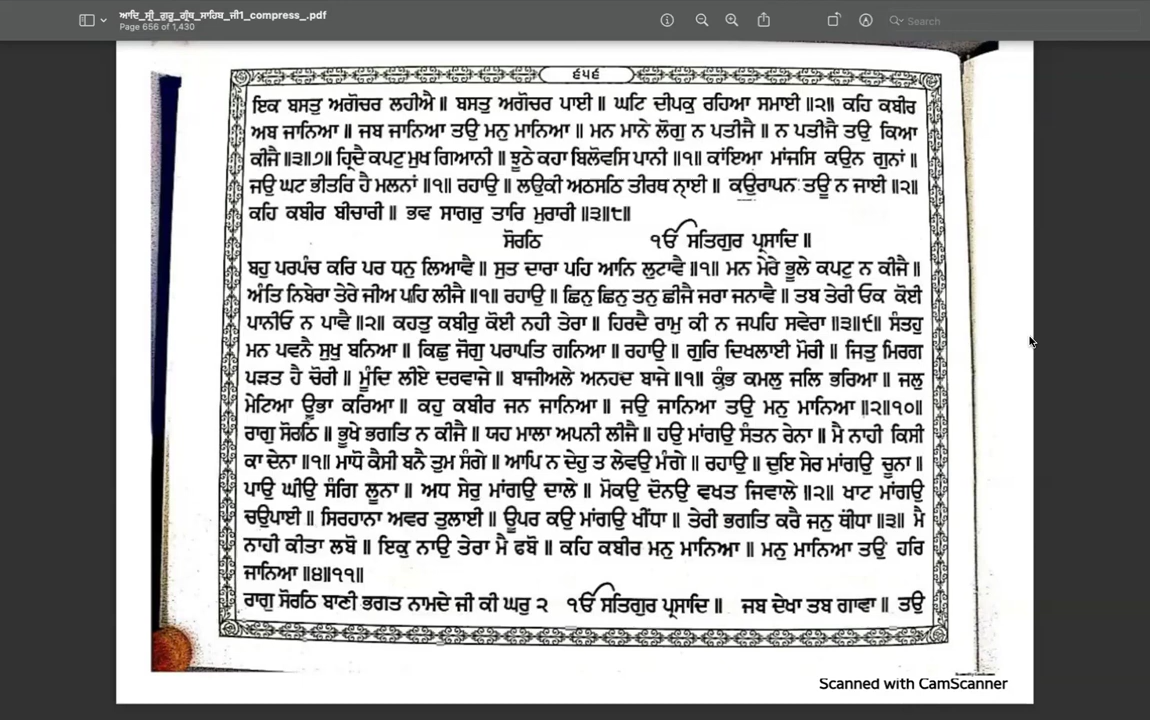 ਆਦਿ_ਸ੍ਰੀ_ਗੁਰੂ_ਗ੍ਰੰਥ_ਸਾਹਿਬ_ਜੀ1_compress_.pdf
Page 656 of 1,430
Search
੬੫੬
ਇਕ ਬਸਤੁ ਅਗੋਚਰ ਲਹੀਐ ॥ ਬਸਤੁ ਅਗੋਚਰ ਪਾਈ ॥ ਘਟਿ ਦੀਪਕੁ ਰਹਿਆ ਸਮਾਈ ॥੨॥ ਕਹਿ ਕਬੀਰ
ਅਬ ਜਾਨਿਆ ॥ ਜਬ ਜਾਨਿਆ ਤਉ ਮਨੁ ਮਾਨਿਆ ॥ ਮਨ ਮਾਨੇ ਲੋਗੁ ਨ ਪਤੀਜੈ ॥ ਨ ਪਤੀਜੈ ਤਉ ਕਿਆ
ਕੀਜੈ ॥੩॥੭॥ ਹ੍ਰਿਦੈ ਕਪਟੁ ਮੁਖ ਗਿਆਨੀ ॥ ਝੂਠੇ ਕਹਾ ਬਿਲੋਵਸਿ ਪਾਨੀ ॥੧॥ ਕਾਂਇਆ ਮਾਂਜਸਿ ਕਉਨ ਗੁਨਾਂ ॥
ਜਉ ਘਟ ਭੀਤਰਿ ਹੈ ਮਲਨਾਂ ॥੧॥ ਰਹਾਉ ॥ ਲਉਕੀ ਅਠਸਠਿ ਤੀਰਥ ਨ੍ਹਾਈ ॥ ਕਉਰਾਪਨ ਤਊ ਨ ਜਾਈ ॥੨॥
ਕਹਿ ਕਬੀਰ ਬੀਚਾਰੀ ॥ ਭਵ ਸਾਗਰੁ ਤਾਰਿ ਮੁਰਾਰੀ ॥੩॥੮॥
ਸੋਰਠਿ ੴ ਸਤਿਗੁਰ ਪ੍ਰਸਾਦਿ ॥
ਬਹੁ ਪਰਪੰਚ ਕਰਿ ਪਰ ਧਨੁ ਲਿਆਵੈ ॥ ਸੁਤ ਦਾਰਾ ਪਹਿ ਆਨਿ ਲੁਟਾਵੈ ॥੧॥ ਮਨ ਮੇਰੇ ਭੂਲੇ ਕਪਟੁ ਨ ਕੀਜੈ ॥
ਅੰਤਿ ਨਿਬੇਰਾ ਤੇਰੇ ਜੀਅ ਪਹਿ ਲੀਜੈ ॥੧॥ ਰਹਾਉ ॥ ਛਿਨੁ ਛਿਨੁ ਤਨੁ ਛੀਜੈ ਜਰਾ ਜਨਾਵੈ ॥ ਤਬ ਤੇਰੀ ਓਕ ਕੋਈ
ਪਾਨੀਓ ਨ ਪਾਵੈ ॥੨॥ ਕਹਤੁ ਕਬੀਰੁ ਕੋਈ ਨਹੀ ਤੇਰਾ ॥ ਹਿਰਦੈ ਰਾਮੁ ਕੀ ਨ ਜਪਹਿ ਸਵੇਰਾ ॥੩॥੯॥ ਸੰਤਹੁ
ਮਨ ਪਵਨੈ ਸੁਖੁ ਬਨਿਆ ॥ ਕਿਛੁ ਜੋਗੁ ਪਰਾਪਤਿ ਗਨਿਆ ॥ ਰਹਾਉ ॥ ਗੁਰਿ ਦਿਖਲਾਈ ਮੋਰੀ ॥ ਜਿਤੁ ਮਿਰਗ
ਪੜਤ ਹੈ ਚੋਰੀ ॥ ਮੂੰਦਿ ਲੀਏ ਦਰਵਾਜੇ ॥ ਬਾਜੀਅਲੇ ਅਨਹਦ ਬਾਜੇ ॥੧॥ ਕੁੰਭ ਕਮਲੁ ਜਲਿ ਭਰਿਆ ॥ ਜਲੁ
ਮੇਟਿਆ ਊਭਾ ਕਰਿਆ ॥ ਕਹੁ ਕਬੀਰ ਜਨ ਜਾਨਿਆ ॥ ਜਉ ਜਾਨਿਆ ਤਉ ਮਨੁ ਮਾਨਿਆ ॥੨॥੧੦॥
ਰਾਗੁ ਸੋਰਠਿ ॥ ਭੂਖੇ ਭਗਤਿ ਨ ਕੀਜੈ ॥ ਯਹ ਮਾਲਾ ਅਪਨੀ ਲੀਜੈ ॥ ਹਉ ਮਾਂਗਉ ਸੰਤਨ ਰੇਨਾ ॥ ਮੈ ਨਾਹੀ ਕਿਸੀ
ਕਾ ਦੇਨਾ ॥੧॥ ਮਾਧੋ ਕੈਸੀ ਬਨੈ ਤੁਮ ਸੰਗੇ ॥ ਆਪਿ ਨ ਦੇਹੁ ਤ ਲੇਵਉ ਮੰਗੇ ॥ ਰਹਾਉ ॥ ਦੁਇ ਸੇਰ ਮਾਂਗਉ ਚੂਨਾ ॥
ਪਾਉ ਘੀਉ ਸੰਗਿ ਲੂਨਾ ॥ ਅਧ ਸੇਰੁ ਮਾਂਗਉ ਦਾਲੇ ॥ ਮੋਕਉ ਦੋਨਉ ਵਖਤ ਜਿਵਾਲੇ ॥੨॥ ਖਾਟ ਮਾਂਗਉ
ਚਉਪਾਈ ॥ ਸਿਰਹਾਨਾ ਅਵਰ ਤੁਲਾਈ ॥ ਊਪਰ ਕਉ ਮਾਂਗਉ ਖੀਂਧਾ ॥ ਤੇਰੀ ਭਗਤਿ ਕਰੈ ਜਨੁ ਥੀਧਾ ॥੩॥ ਮੈ
ਨਾਹੀ ਕੀਤਾ ਲਬੋ ॥ ਇਕੁ ਨਾਉ ਤੇਰਾ ਮੈ ਫਬੋ ॥ ਕਹਿ ਕਬੀਰ ਮਨੁ ਮਾਨਿਆ ॥ ਮਨੁ ਮਾਨਿਆ ਤਉ ਹਰਿ
ਜਾਨਿਆ ॥੪॥੧੧॥
ਰਾਗੁ ਸੋਰਠਿ ਬਾਣੀ ਭਗਤ ਨਾਮਦੇ ਜੀ ਕੀ ਘਰੁ ੨ ੴ ਸਤਿਗੁਰ ਪ੍ਰਸਾਦਿ ॥ ਜਬ ਦੇਖਾ ਤਬ ਗਾਵਾ ॥ ਤਉ
Scanned with CamScanner